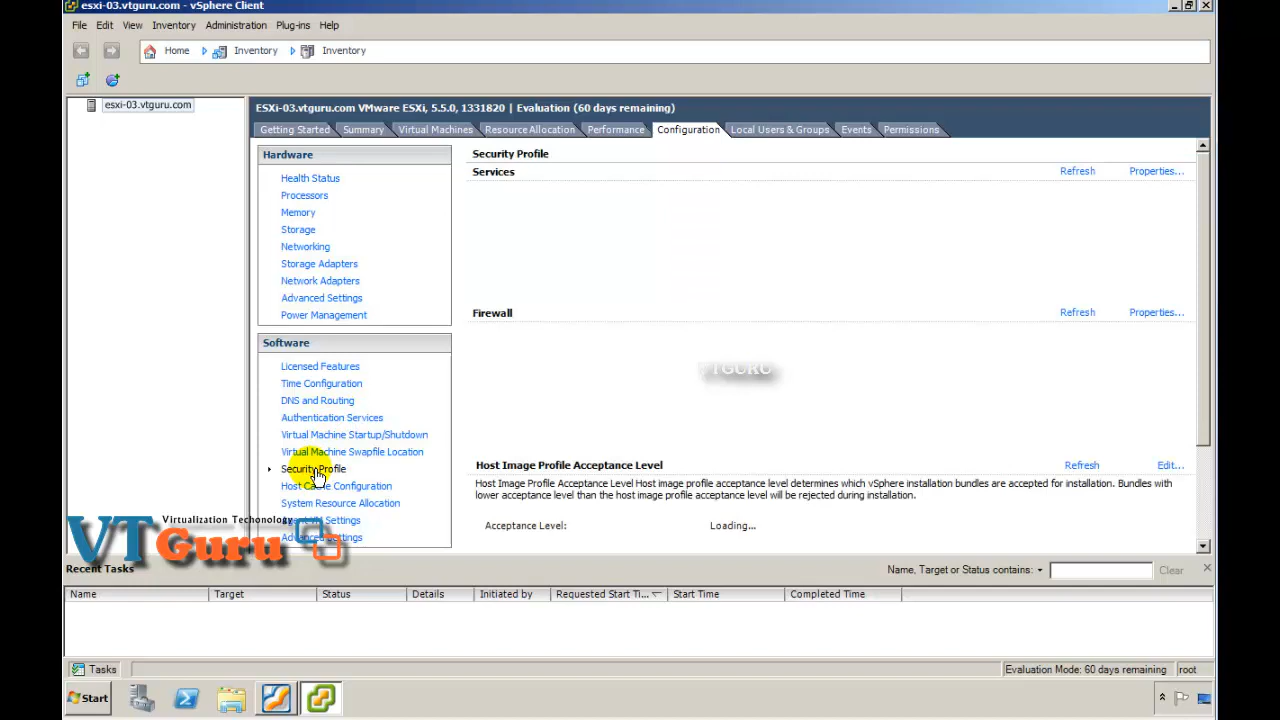 esxi-03.vtguru.com - vSphere Client
File Edit View Inventory Administration Plug-ins Help
Home Inventory Inventory
esxi-03.vtguru.com
ESXi-03.vtguru.com VMware ESXi, 5.5.0, 1331820 | Evaluation (60 days remaining)
Getting Started Summary Virtual Machines Resource Allocation Performance Configuration Local Users & Groups Events Permissions
Hardware
Health Status
Processors
Memory
Storage
Networking
Storage Adapters
Network Adapters
Advanced Settings
Power Management
Software
Licensed Features
Time Configuration
DNS and Routing
Authentication Services
Virtual Machine Startup/Shutdown
Virtual Machine Swapfile Location
Security Profile
Host Cache Configuration
System Resource Allocation
Settings
Advanced Settings
Security Profile
Services Refresh Properties...
Firewall Refresh Properties...
VTGURU
Host Image Profile Acceptance Level Refresh Edit...
Host Image Profile Acceptance Level Host image profile acceptance level determines which vSphere installation bundles are accepted for installation. Bundles with
lower acceptance level than the host image profile acceptance level will be rejected during installation.
Acceptance Level: Loading...
Virtualization Techonology
VTGuru
Recent Tasks Name, Target or Status contains: Clear
Name Target Status Details Initiated by Requested Start Ti... Start Time Completed Time
Tasks Evaluation Mode: 60 days remaining root
Start